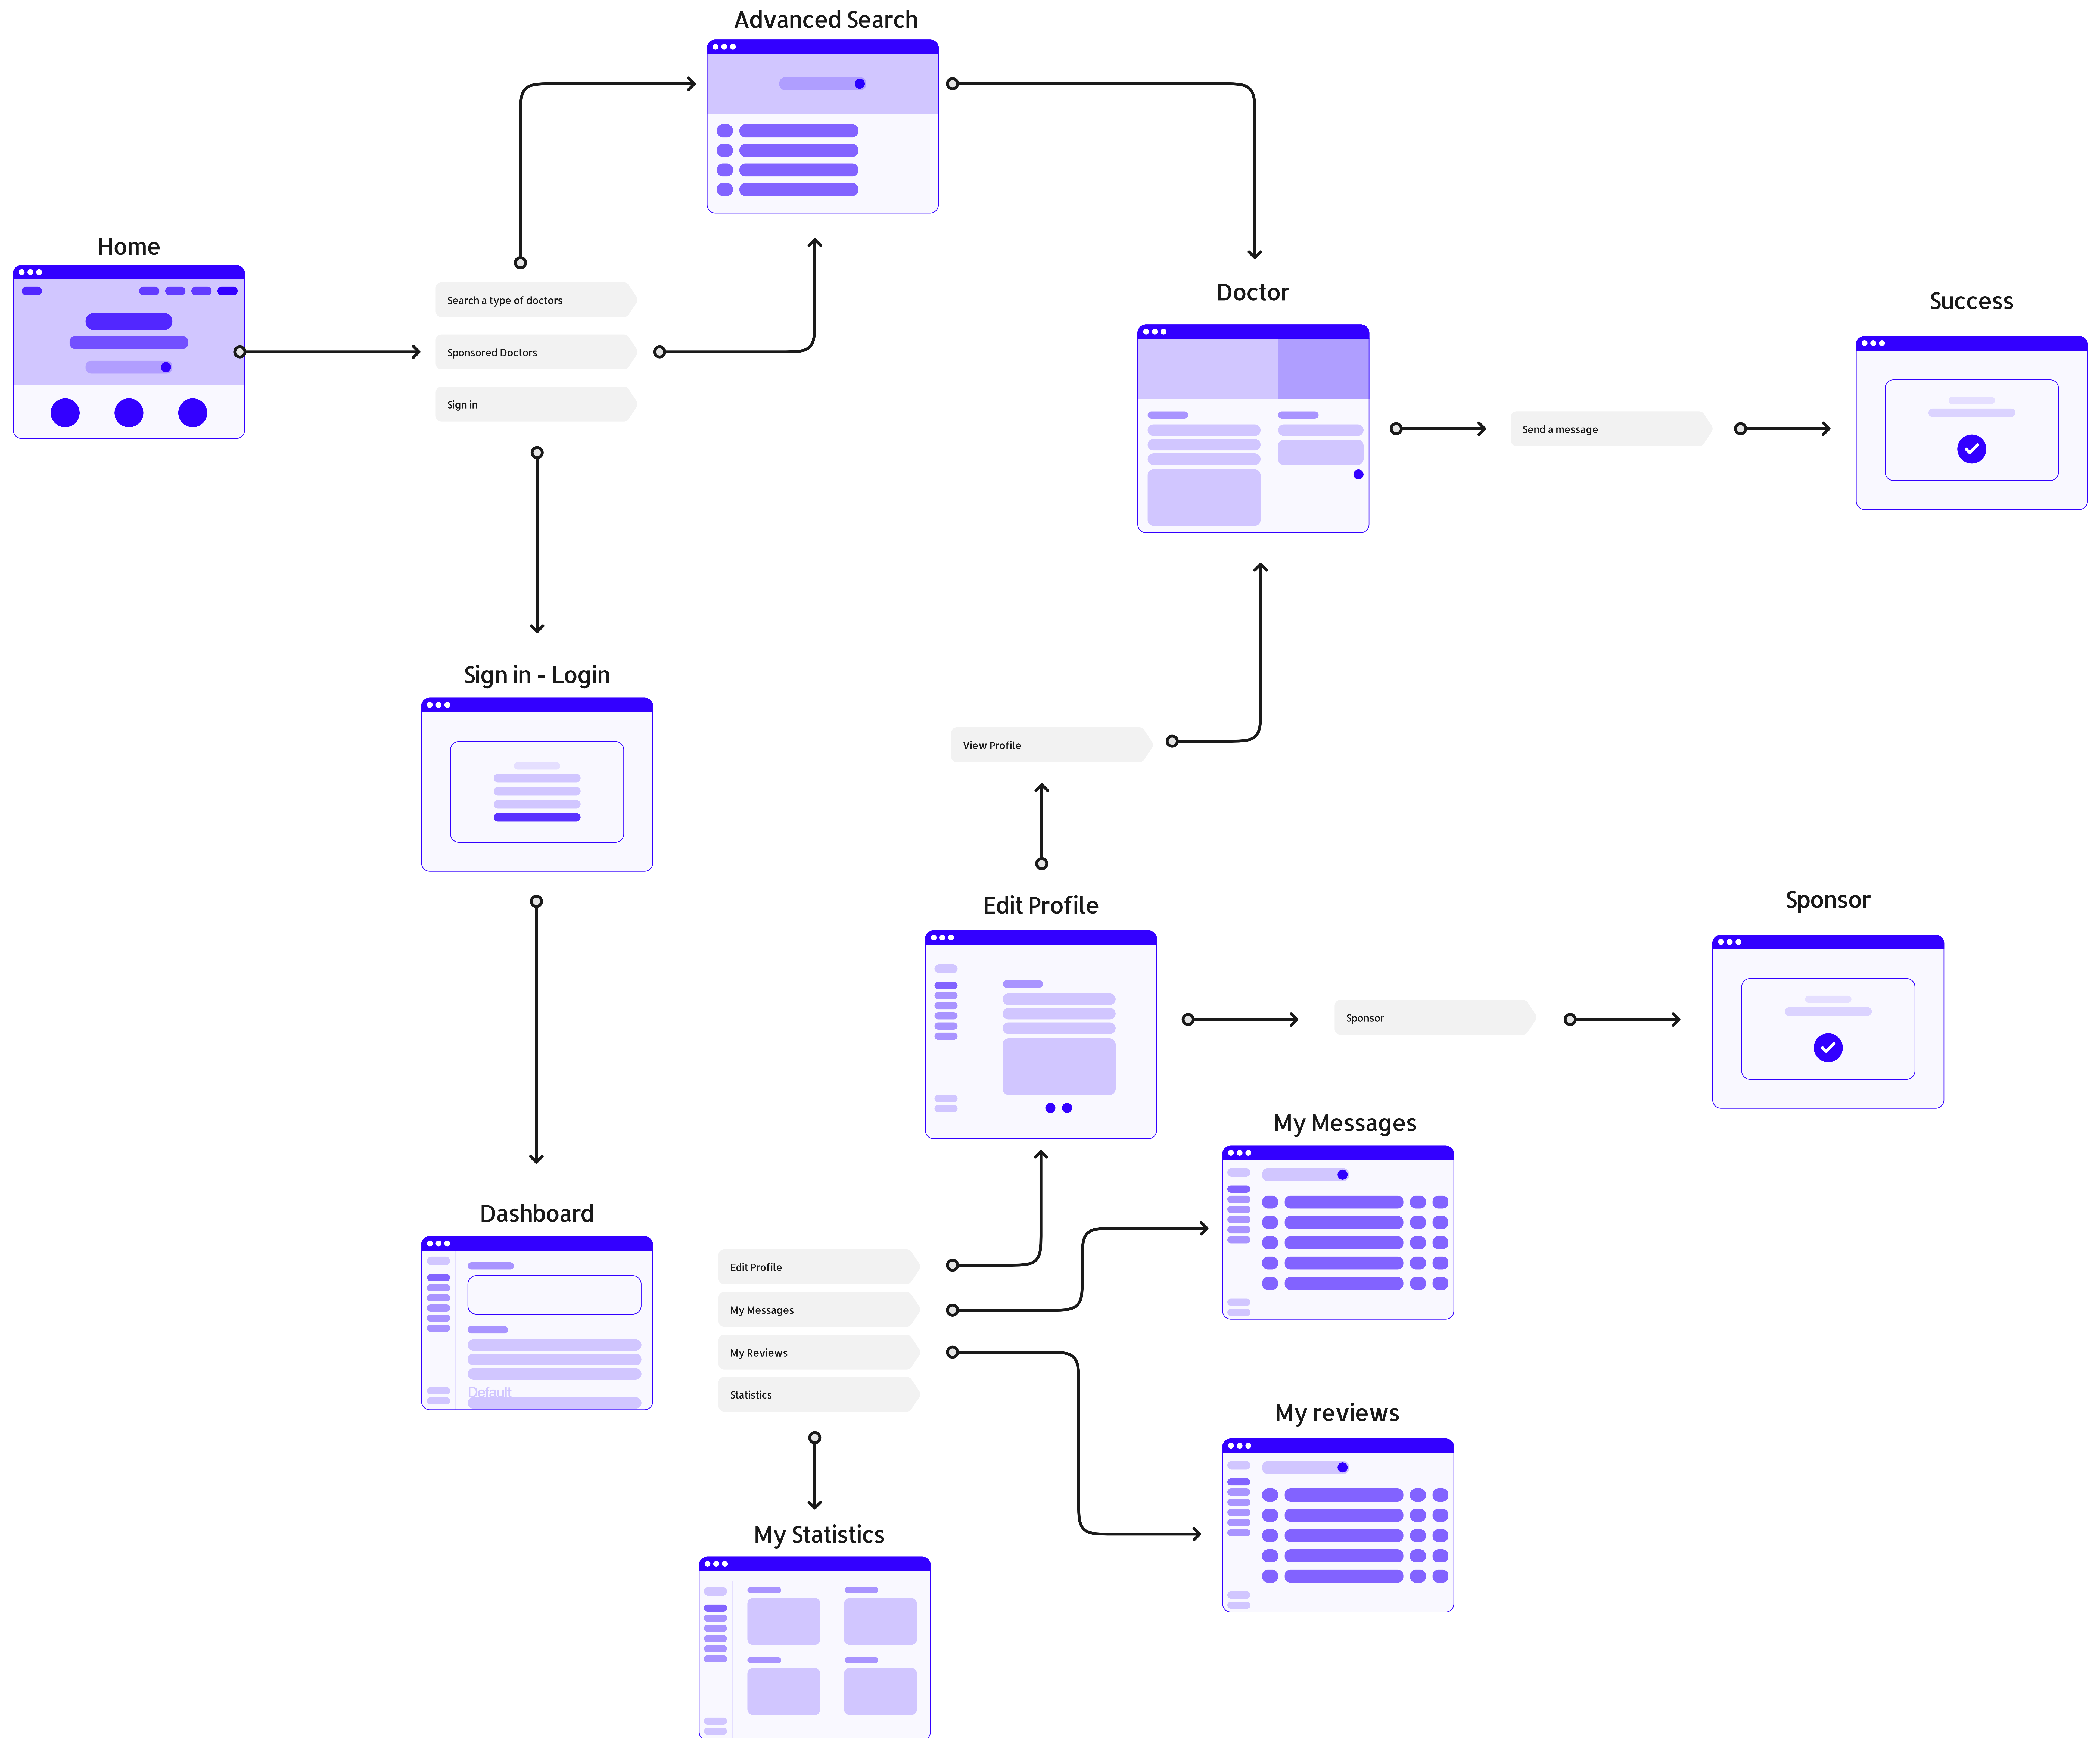 Advanced Search
Home
Search a type of doctors
Sponsored Doctors
Sign in
Doctor
Success
Send a message
Sign in - Login
View Profile
Edit Profile
Sponsor
Sponsor
My Messages
Dashboard
Edit Profile
My Messages
My Reviews
Statistics
Default
My reviews
My Statistics